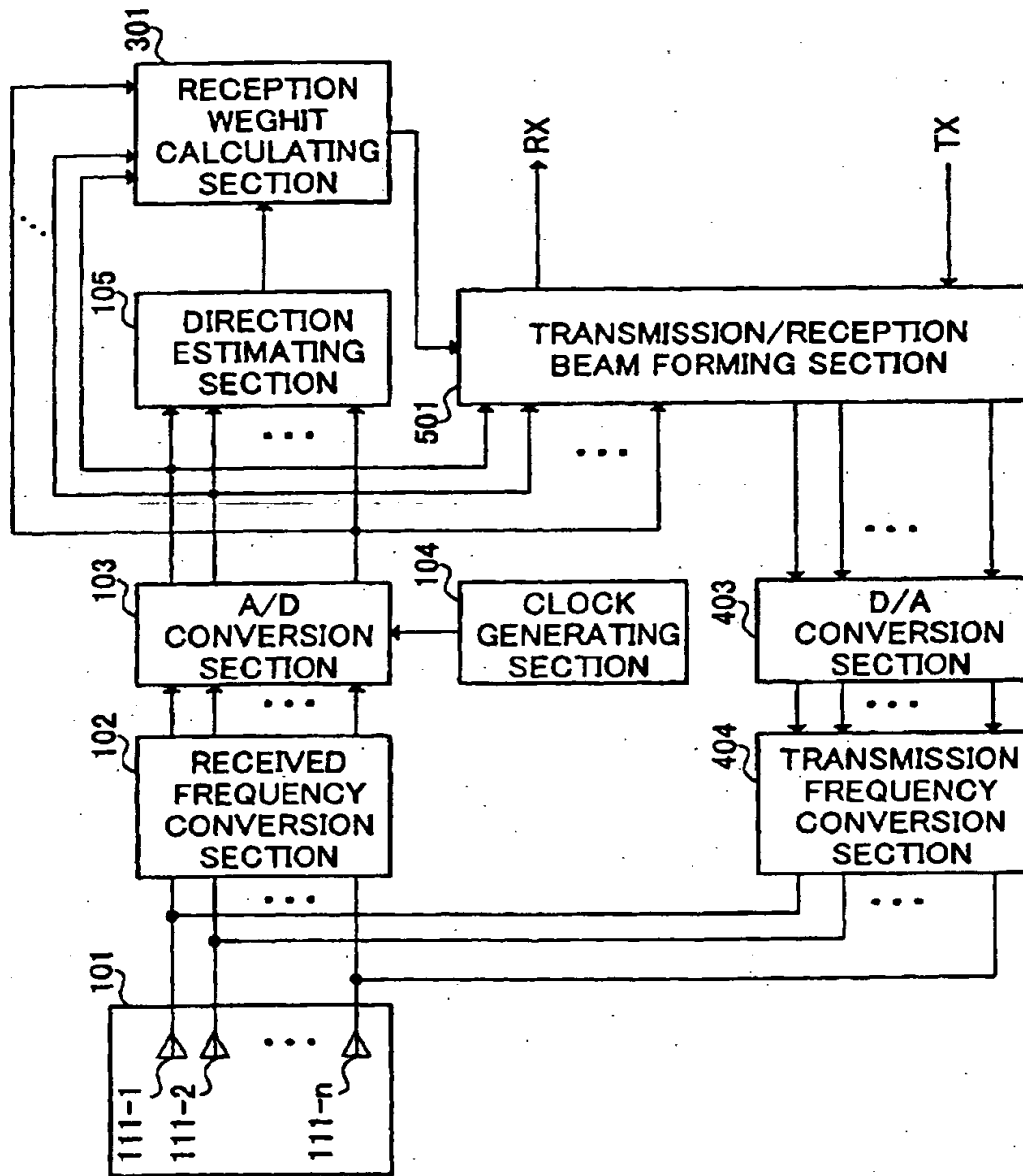 101
111-1
111-2
111-n
102
RECEIVED
FREQUENCY
CONVERSION
SECTION
103
A/D
CONVERSION
SECTION
104
CLOCK
GENERATING
SECTION
105
DIRECTION
ESTIMATING
SECTION
301
RECEPTION
WEGHIT
CALCULATING
SECTION
501
TRANSMISSION/RECEPTION
BEAM FORMING SECTION
RX
TX
403
D/A
CONVERSION
SECTION
404
TRANSMISSION
FREQUENCY
CONVERSION
SECTION